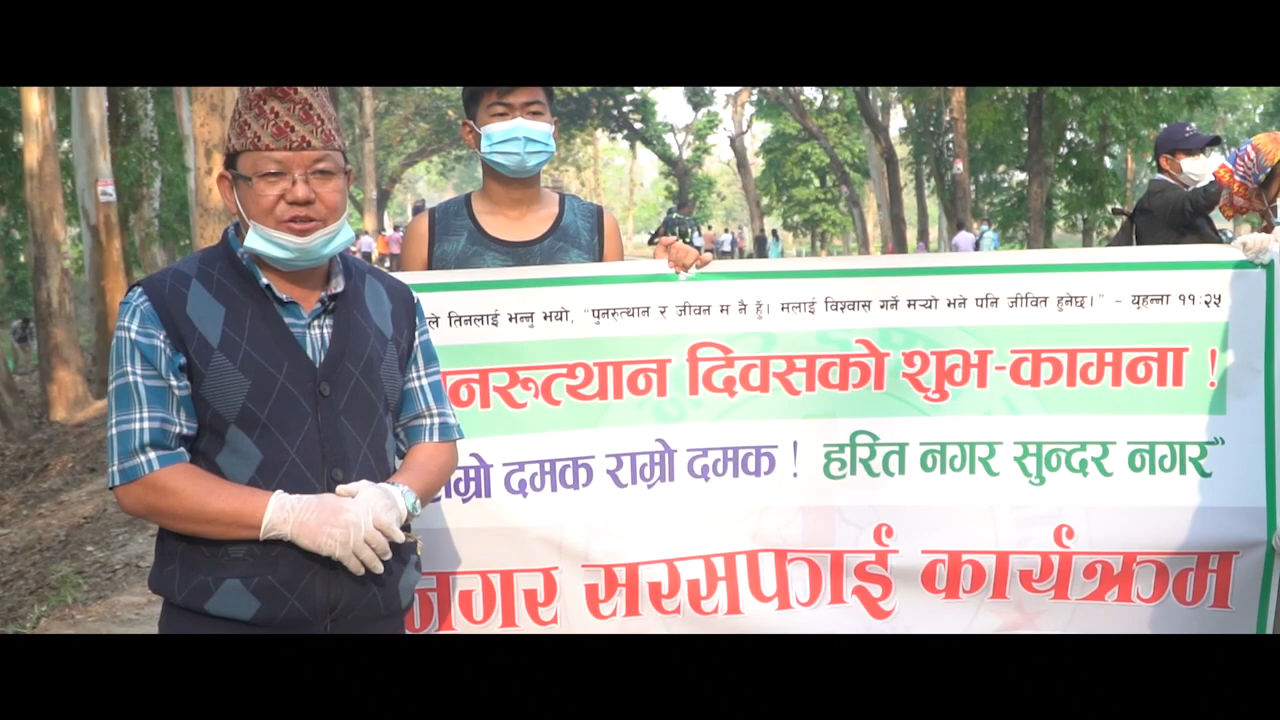 ले तिनलाई भन्नु भयो, "पुनरुत्थान र जीवन म नै हुँ। मलाई विश्वास गर्ने मर्‍यो भने पनि जीवित हुनेछ।" - यूहन्ना ११:२५
पुनरुत्थान दिवसको शुभ-कामना !
राम्रो दमक राम्रो दमक ! हरित नगर सुन्दर नगर"
नगर सरसफाई कार्यक्रम